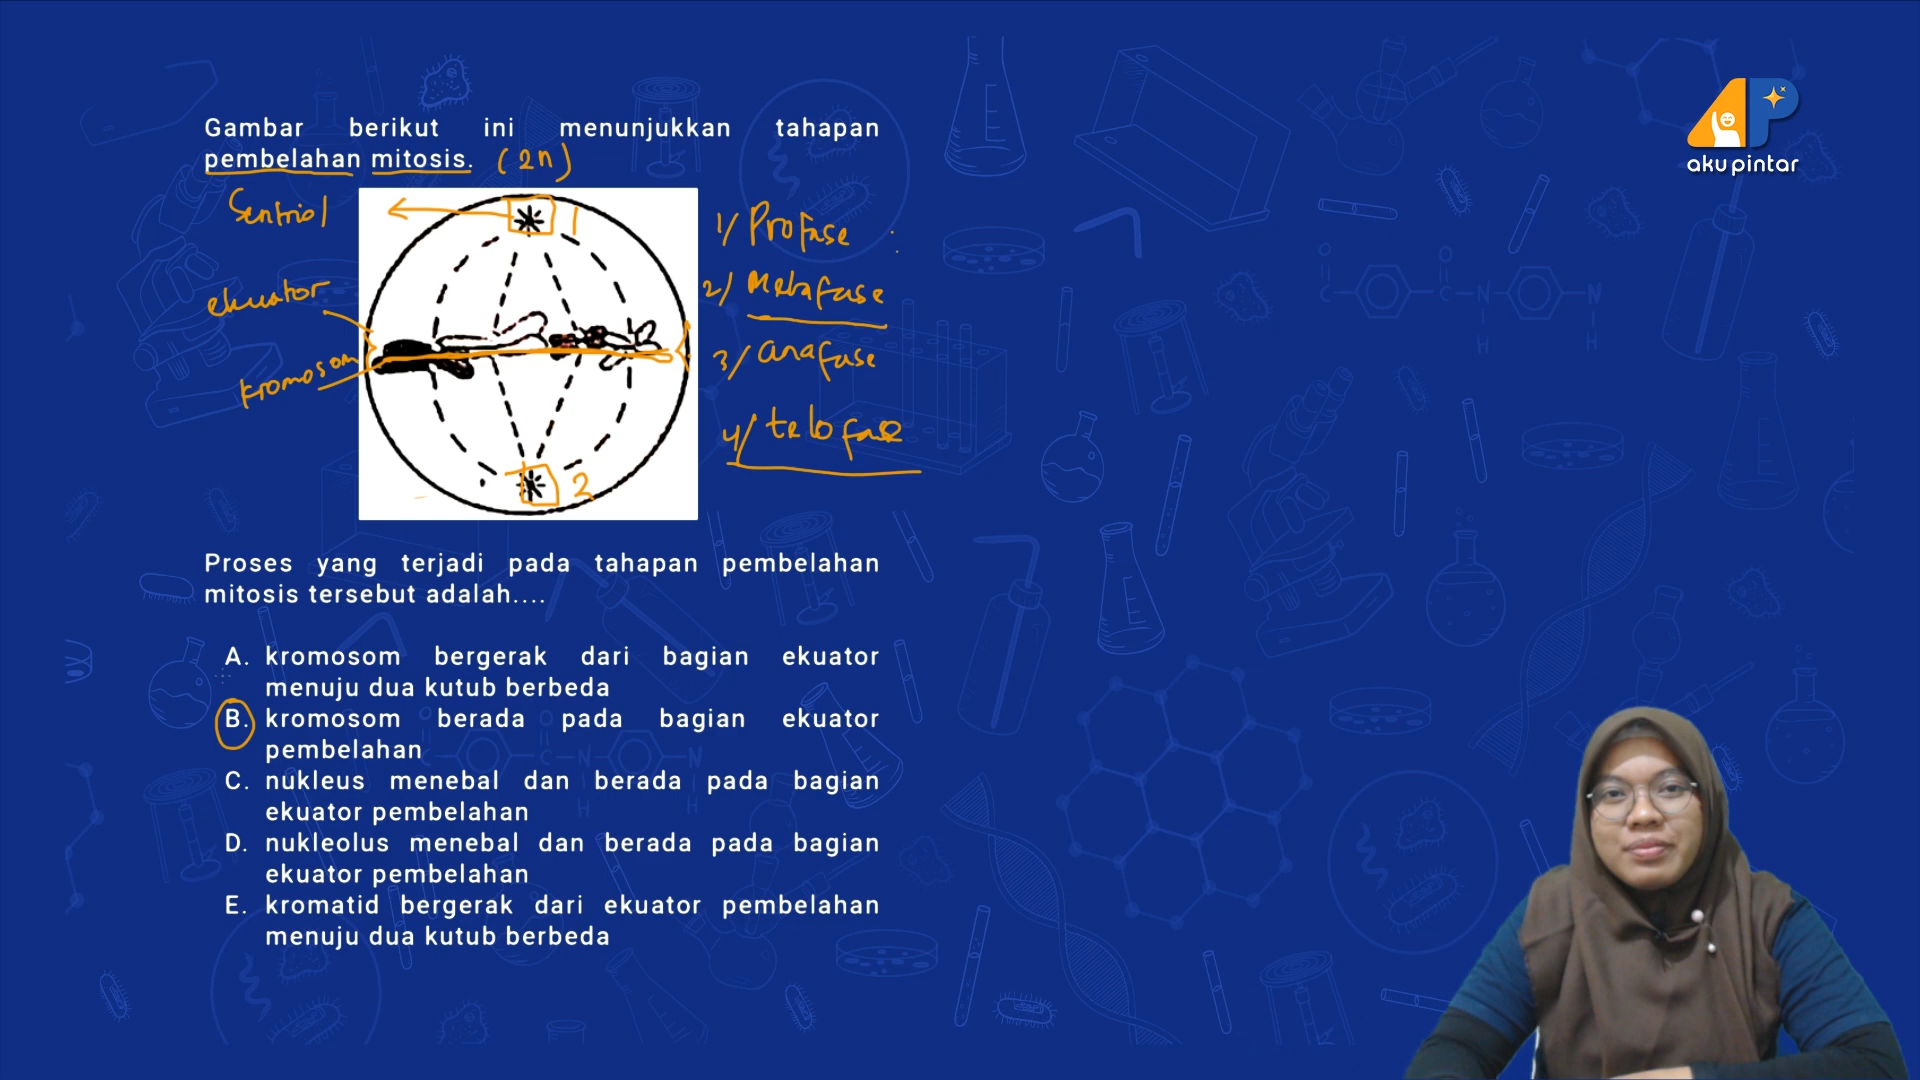 aku pintar
Gambar berikut ini menunjukkan tahapan
pembelahan mitosis. (2n)
Sentriol
1
1/ Profase
ekuator
2/ Metafase
kromosom
3/ anafase
4/ telofase
2
Proses yang terjadi pada tahapan pembelahan
mitosis tersebut adalah....
A. kromosom bergerak dari bagian ekuator
menuju dua kutub berbeda
B. kromosom berada pada bagian ekuator
pembelahan
C. nukleus menebal dan berada pada bagian
ekuator pembelahan
D. nukleolus menebal dan berada pada bagian
ekuator pembelahan
E. kromatid bergerak dari ekuator pembelahan
menuju dua kutub berbeda